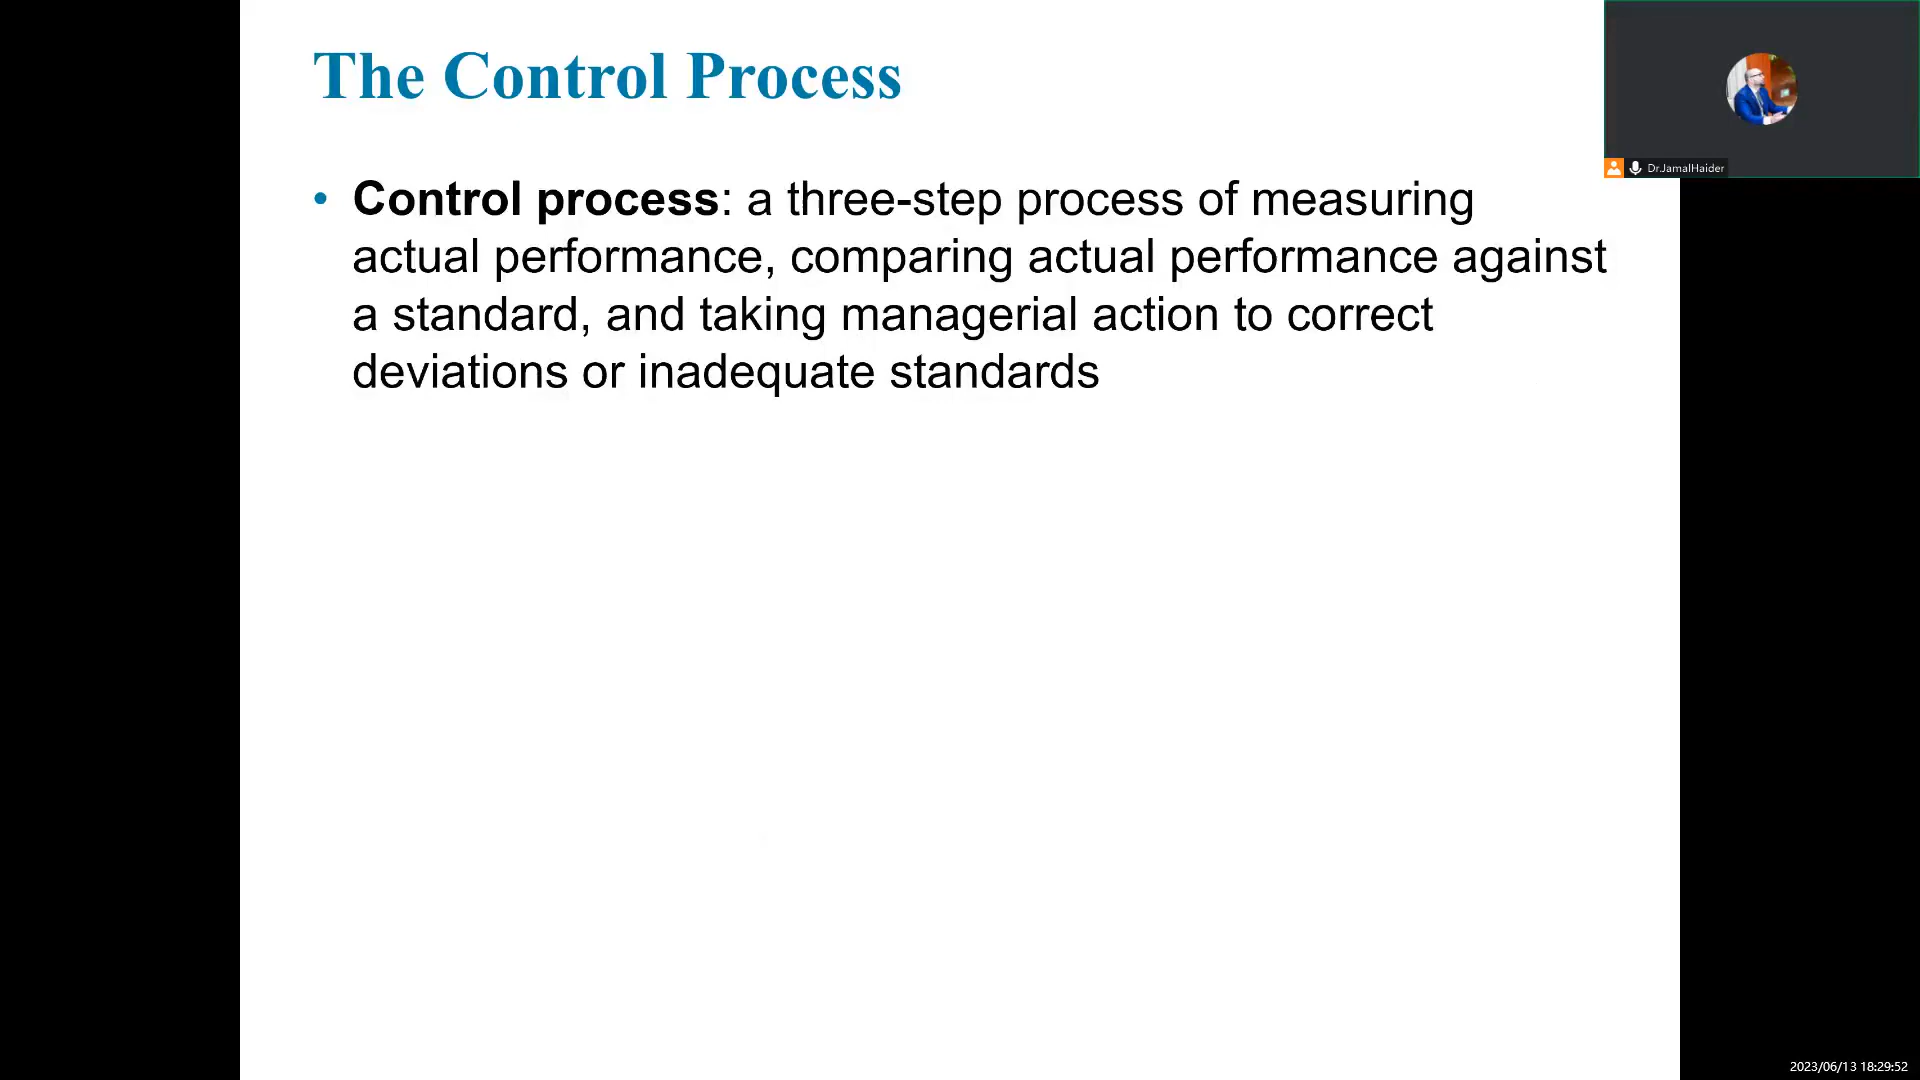 The Control Process
• Control process: a three-step process of measuring
actual performance, comparing actual performance against
a standard, and taking managerial action to correct
deviations or inadequate standards
Dr.JamalHaider
2023/06/13 18:29:52